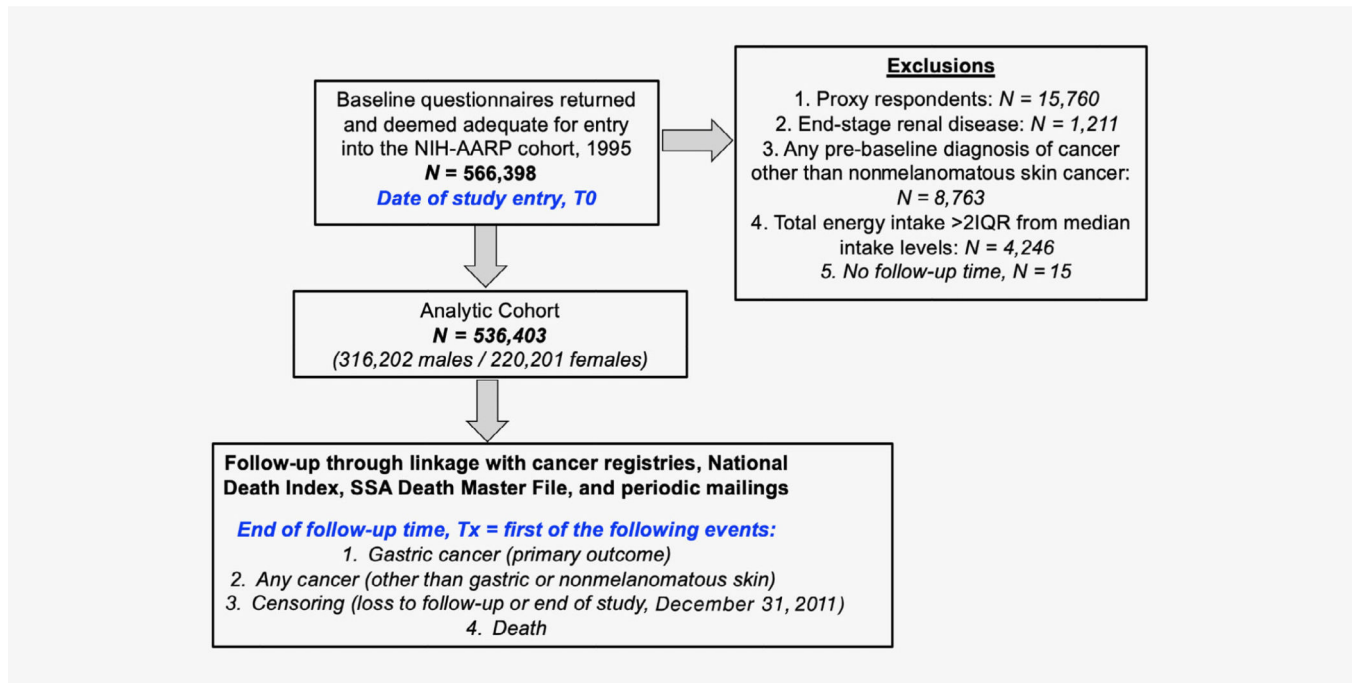 Baseline questionnaires returned
and deemed adequate for entry
into the NIH-AARP cohort, 1995
N = 566,398
Date of study entry, T0
Exclusions
1. Proxy respondents: N = 15,760
2. End-stage renal disease: N = 1,211
3. Any pre-baseline diagnosis of cancer
other than nonmelanomatous skin cancer:
N = 8,763
4. Total energy intake >2IQR from median
intake levels: N = 4,246
5. No follow-up time, N = 15
Analytic Cohort
N = 536,403
(316,202 males / 220,201 females)
Follow-up through linkage with cancer registries, National
Death Index, SSA Death Master File, and periodic mailings
End of follow-up time, Tx = first of the following events:
1. Gastric cancer (primary outcome)
2. Any cancer (other than gastric or nonmelanomatous skin)
3. Censoring (loss to follow-up or end of study, December 31, 2011)
4. Death